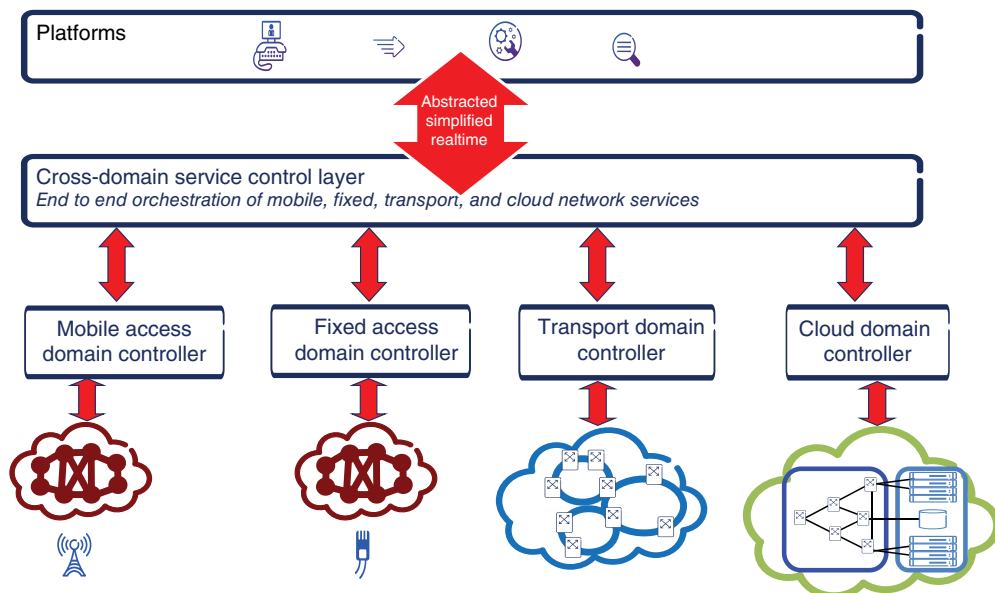 Platforms
Abstracted
simplified
realtime
Cross-domain service control layer
End to end orchestration of mobile, fixed, transport, and cloud network services
Mobile access
domain controller
Fixed access
domain controller
Transport domain
controller
Cloud domain
controller